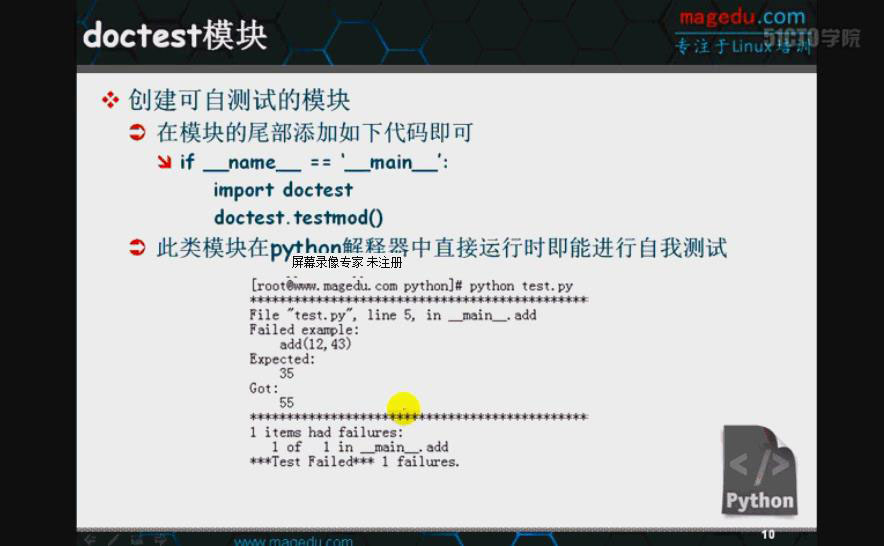 doctest模块
magedu.com
专注于Linux培训
51CTO学院
创建可自测试的模块
在模块的尾部添加如下代码即可
if __name__ == '__main__':
import doctest
doctest.testmod()
此类模块在python解释器中直接运行时即能进行自我测试
屏幕录像专家 未注册
[root@www.magedu.com python]# python test.py
**********************************************
File "test.py", line 5, in __main__.add
Failed example:
add(12,43)
Expected:
35
Got:
55
**********************************************
1 items had failures:
1 of 1 in __main__.add
***Test Failed*** 1 failures.
</>
Python
www.magedu.com
10